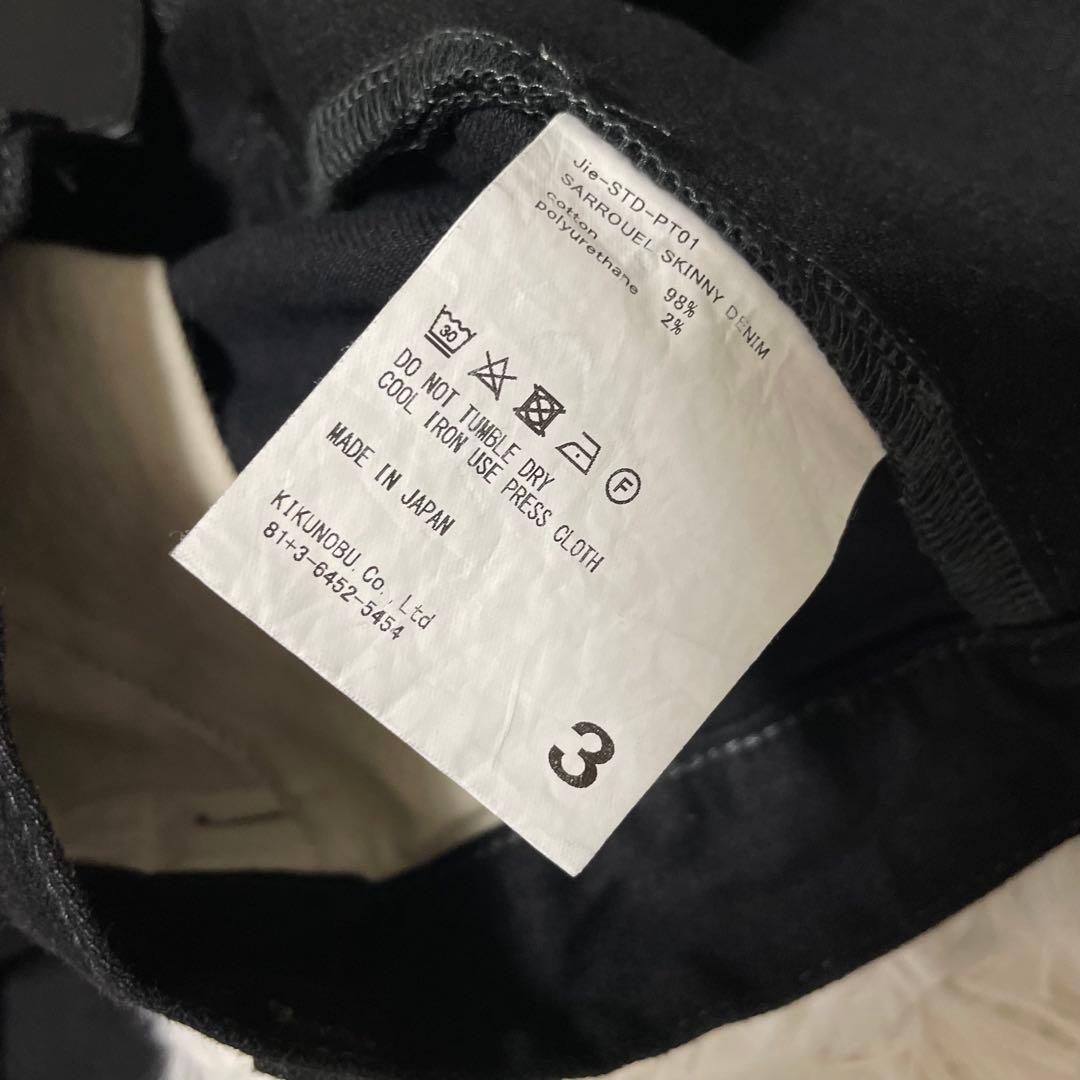 Jie-STD-PT01
SARROUEL SKINNY DENIM
cotton 98%
polyurethane 2%
30
F
DO NOT TUMBLE DRY
COOL IRON USE PRESS CLOTH
MADE IN JAPAN
KIKUNOBU.Co.,Ltd
81+3-6452-5454
3